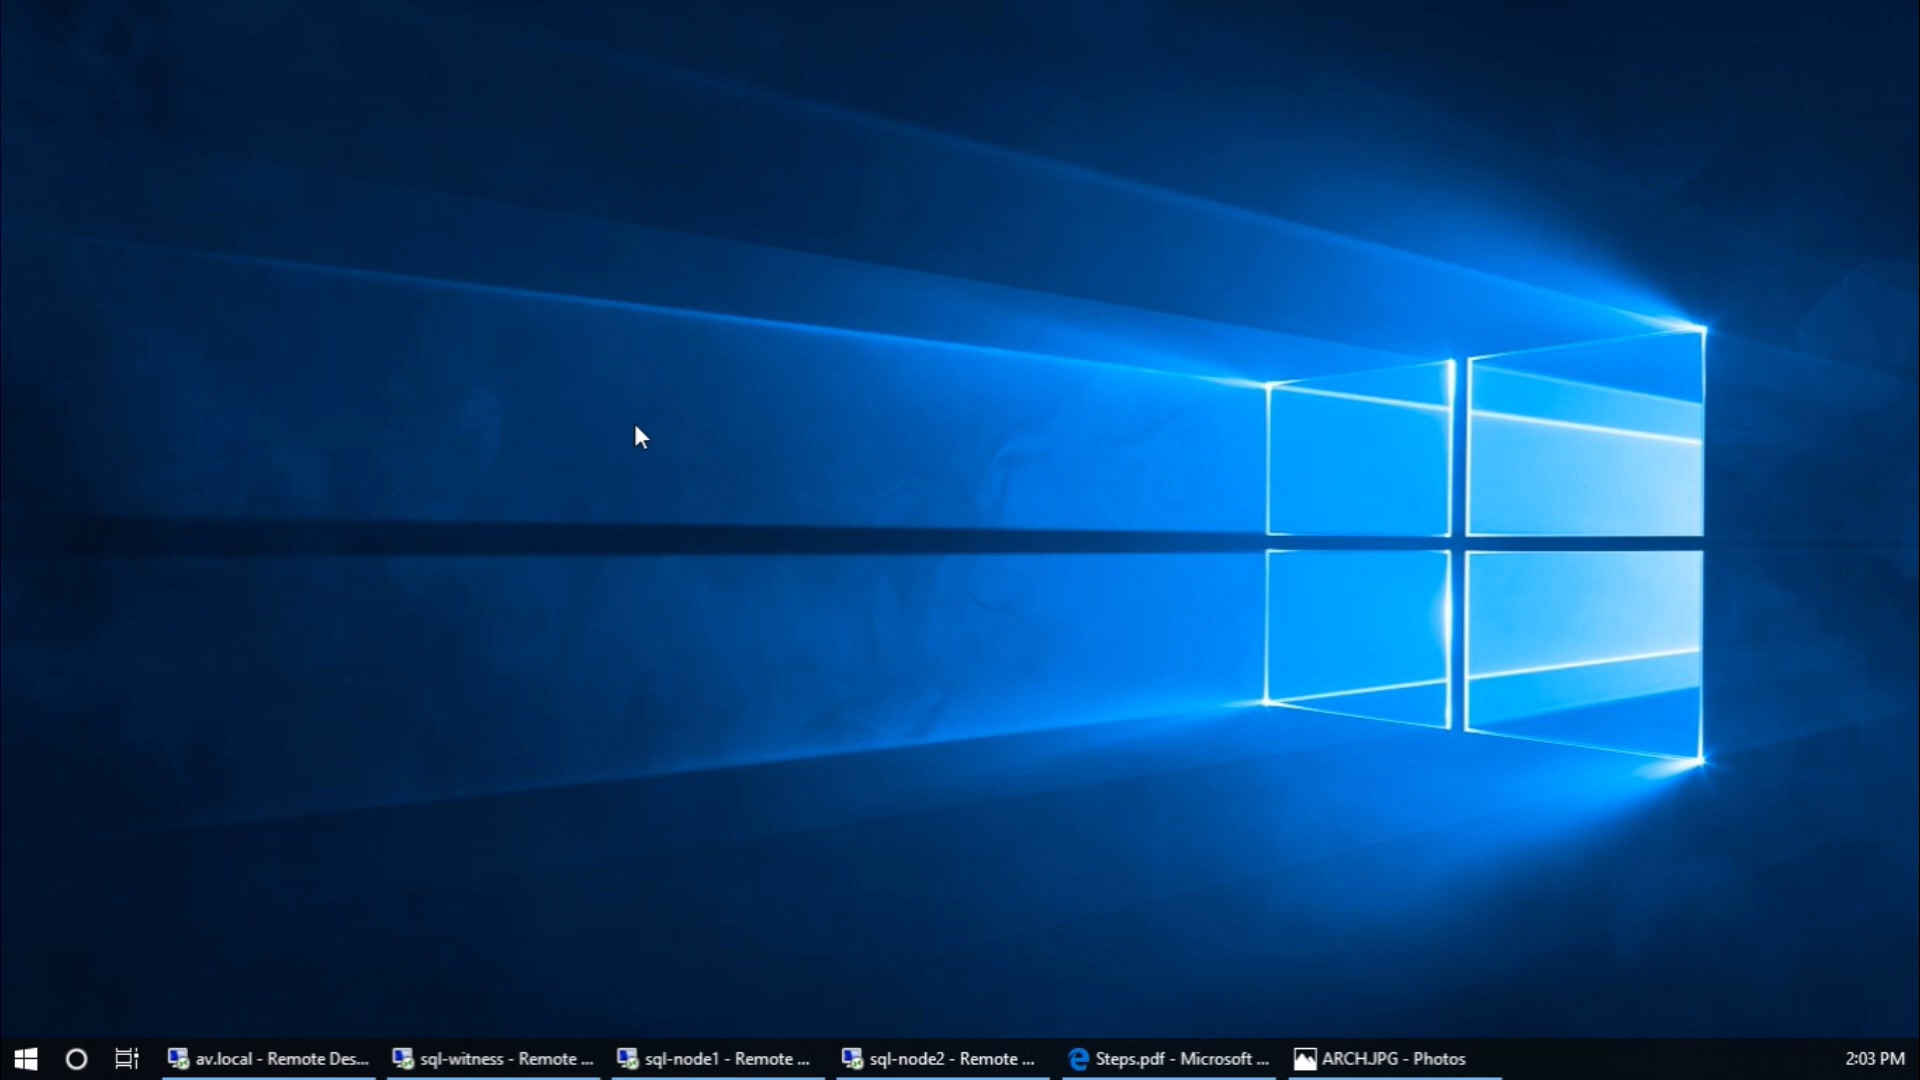 av.local - Remote Des...
sql-witness - Remote ...
sql-node1 - Remote ...
sql-node2 - Remote ...
Steps.pdf - Microsoft ...
ARCH.JPG - Photos
2:03 PM